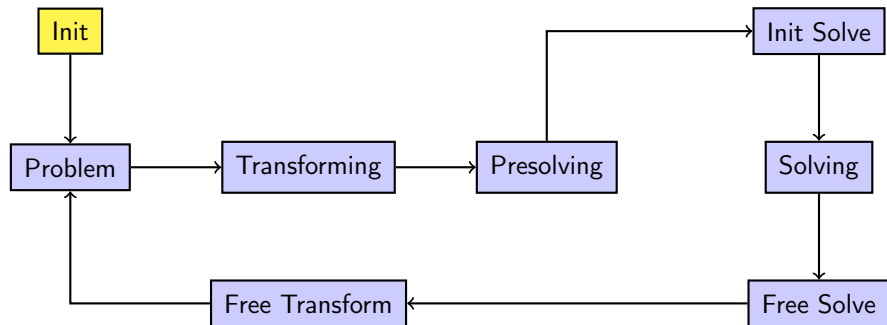 Init
Init Solve
Problem
Transforming
Presolving
Solving
Free Transform
Free Solve